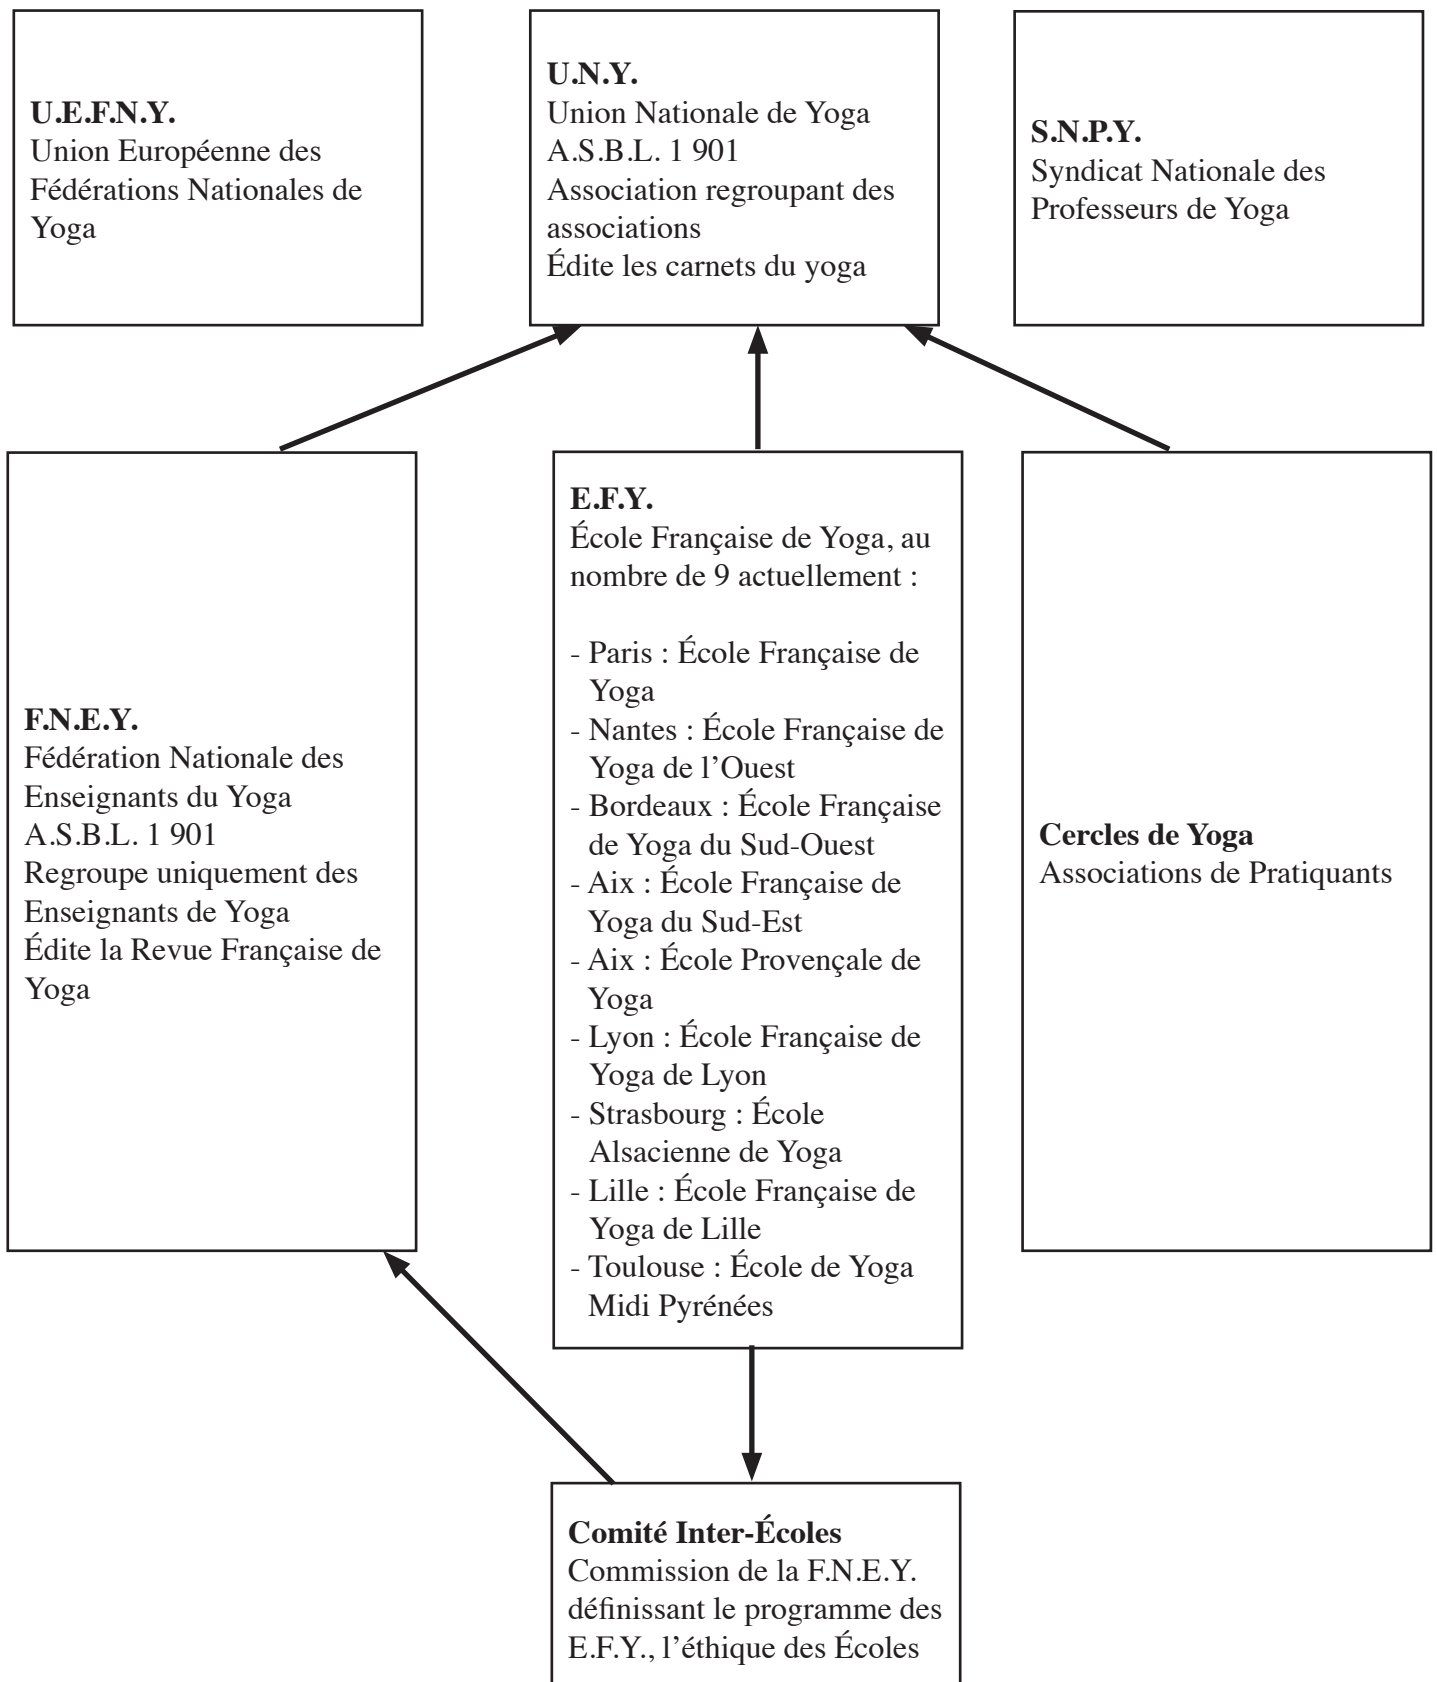 U.E.F.N.Y.
Union Européenne des
Fédérations Nationales de
Yoga
U.N.Y.
Union Nationale de Yoga
A.S.B.L. 1 901
Association regroupant des
associations
Édite les carnets du yoga
S.N.P.Y.
Syndicat Nationale des
Professeurs de Yoga
F.N.E.Y.
Fédération Nationale des
Enseignants du Yoga
A.S.B.L. 1 901
Regroupe uniquement des
Enseignants de Yoga
Édite la Revue Française de
Yoga
E.F.Y.
École Française de Yoga, au
nombre de 9 actuellement :
- Paris : École Française de
Yoga
- Nantes : École Française de
Yoga de l’Ouest
- Bordeaux : École Française
de Yoga du Sud-Ouest
- Aix : École Française de
Yoga du Sud-Est
- Aix : École Provençale de
Yoga
- Lyon : École Française de
Yoga de Lyon
- Strasbourg : École
Alsacienne de Yoga
- Lille : École Française de
Yoga de Lille
- Toulouse : École de Yoga
Midi Pyrénées
Cercles de Yoga
Associations de Pratiquants
Comité Inter-Écoles
Commission de la F.N.E.Y.
définissant le programme des
E.F.Y., l’éthique des Écoles